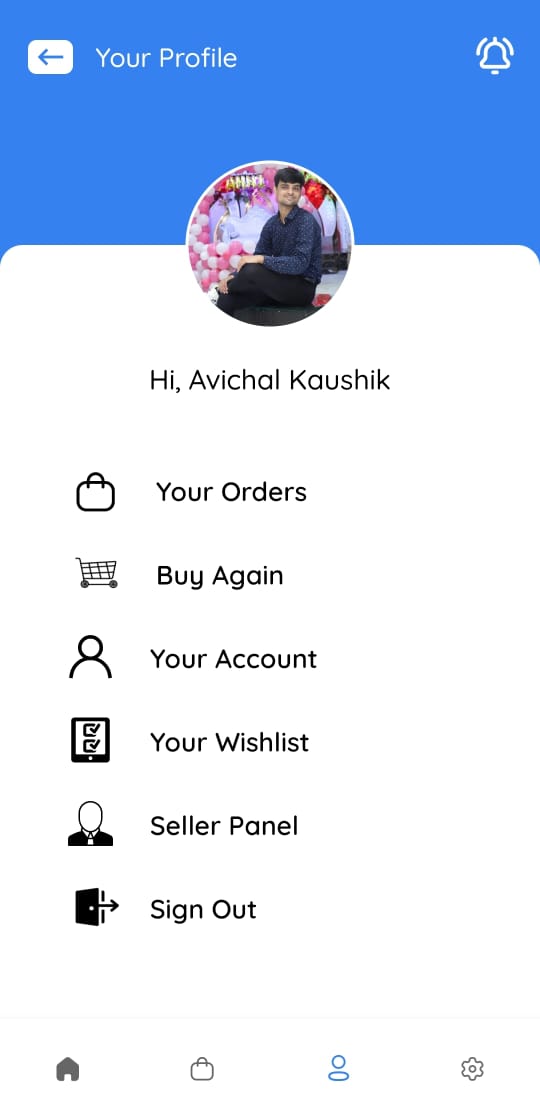 Your Profile
Hi, Avichal Kaushik
Your Orders
Buy Again
Your Account
Your Wishlist
Seller Panel
Sign Out